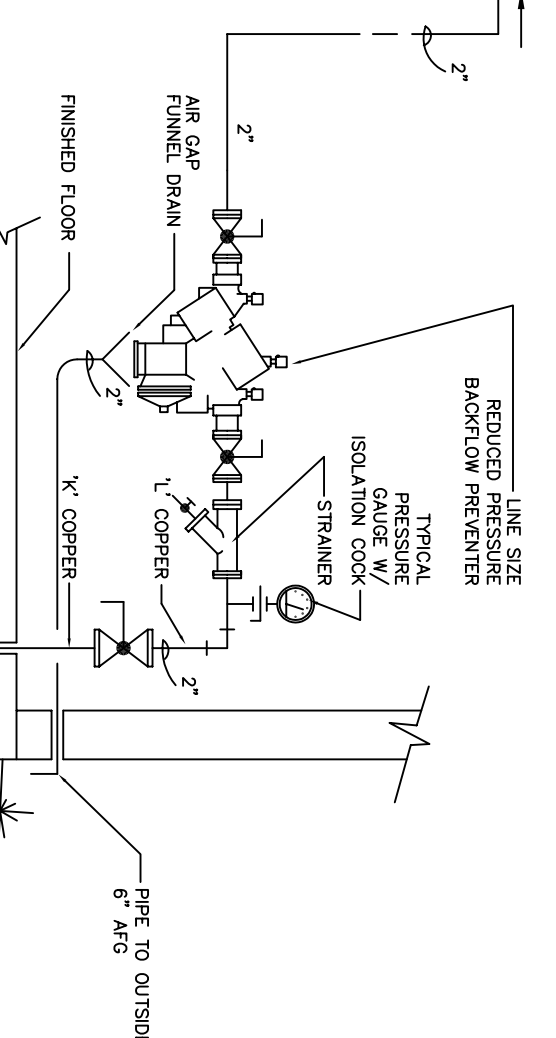 LINE SIZE
REDUCED PRESSURE
BACKFLOW PREVENTER
TYPICAL
PRESSURE
GAUGE W/
ISOLATION COCK
STRAINER
2"
2"
AIR GAP
FUNNEL DRAIN
FINISHED FLOOR
2"
'K' COPPER
'L' COPPER
2"
PIPE TO OUTSID
6" AFG